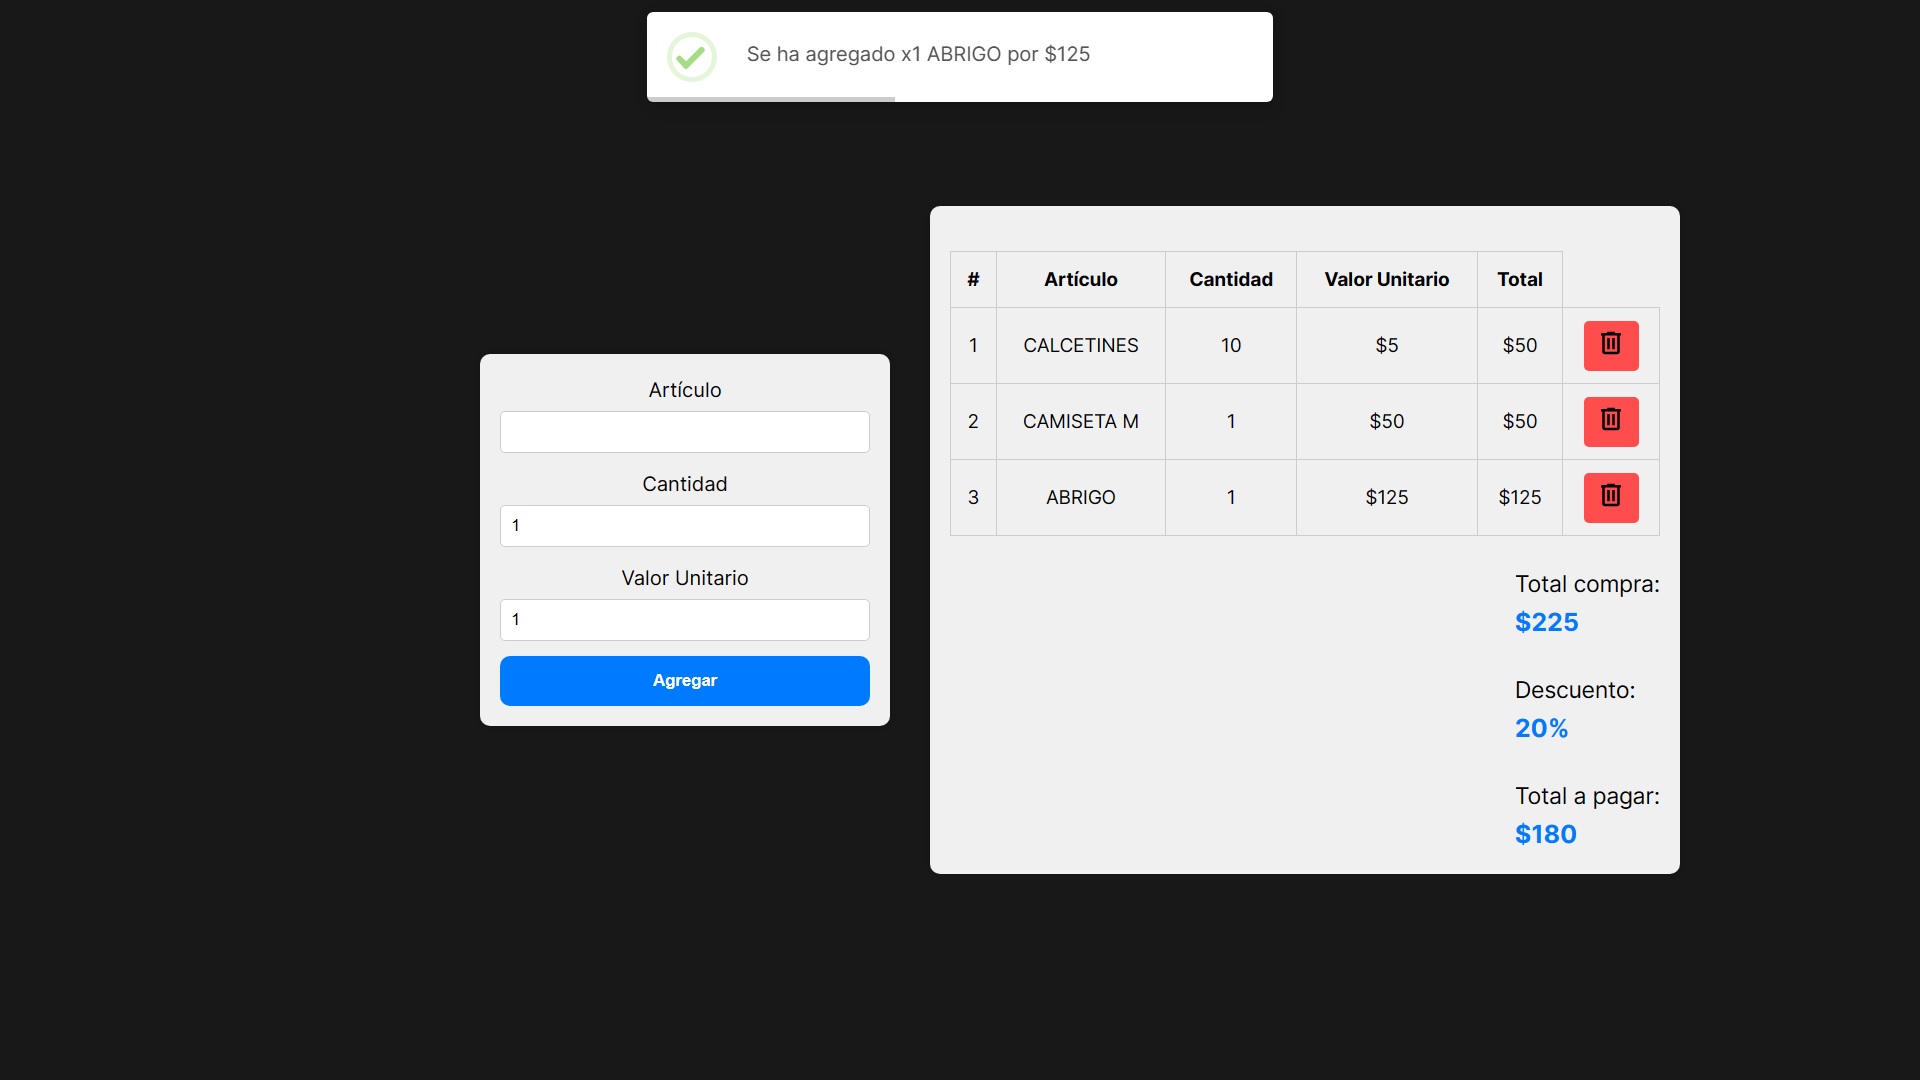 Se ha agregado x1 ABRIGO por $125
Artículo
Cantidad
1
Valor Unitario
1
Agregar
# Artículo Cantidad Valor Unitario Total
1 CALCETINES 10 $5 $50
2 CAMISETA M 1 $50 $50
3 ABRIGO 1 $125 $125
Total compra:
$225
Descuento:
20%
Total a pagar:
$180